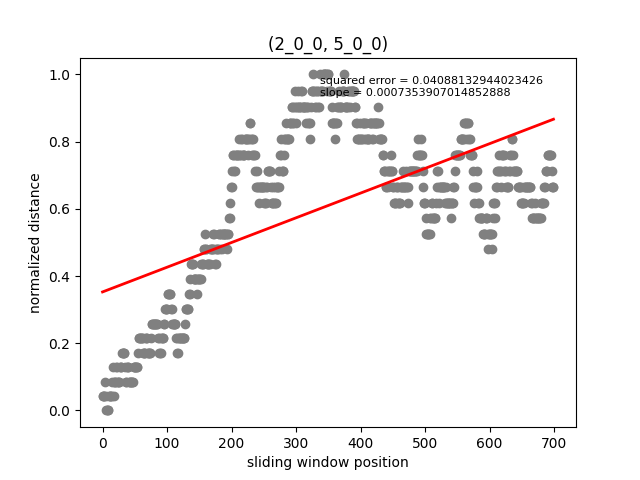 (2_0_0, 5_0_0)
squared error = 0.04088132944023426
slope = 0.0007353907014852888
normalized distance
1.0
0.8
0.6
0.4
0.2
0.0
0 100 200 300 400 500 600 700
sliding window position